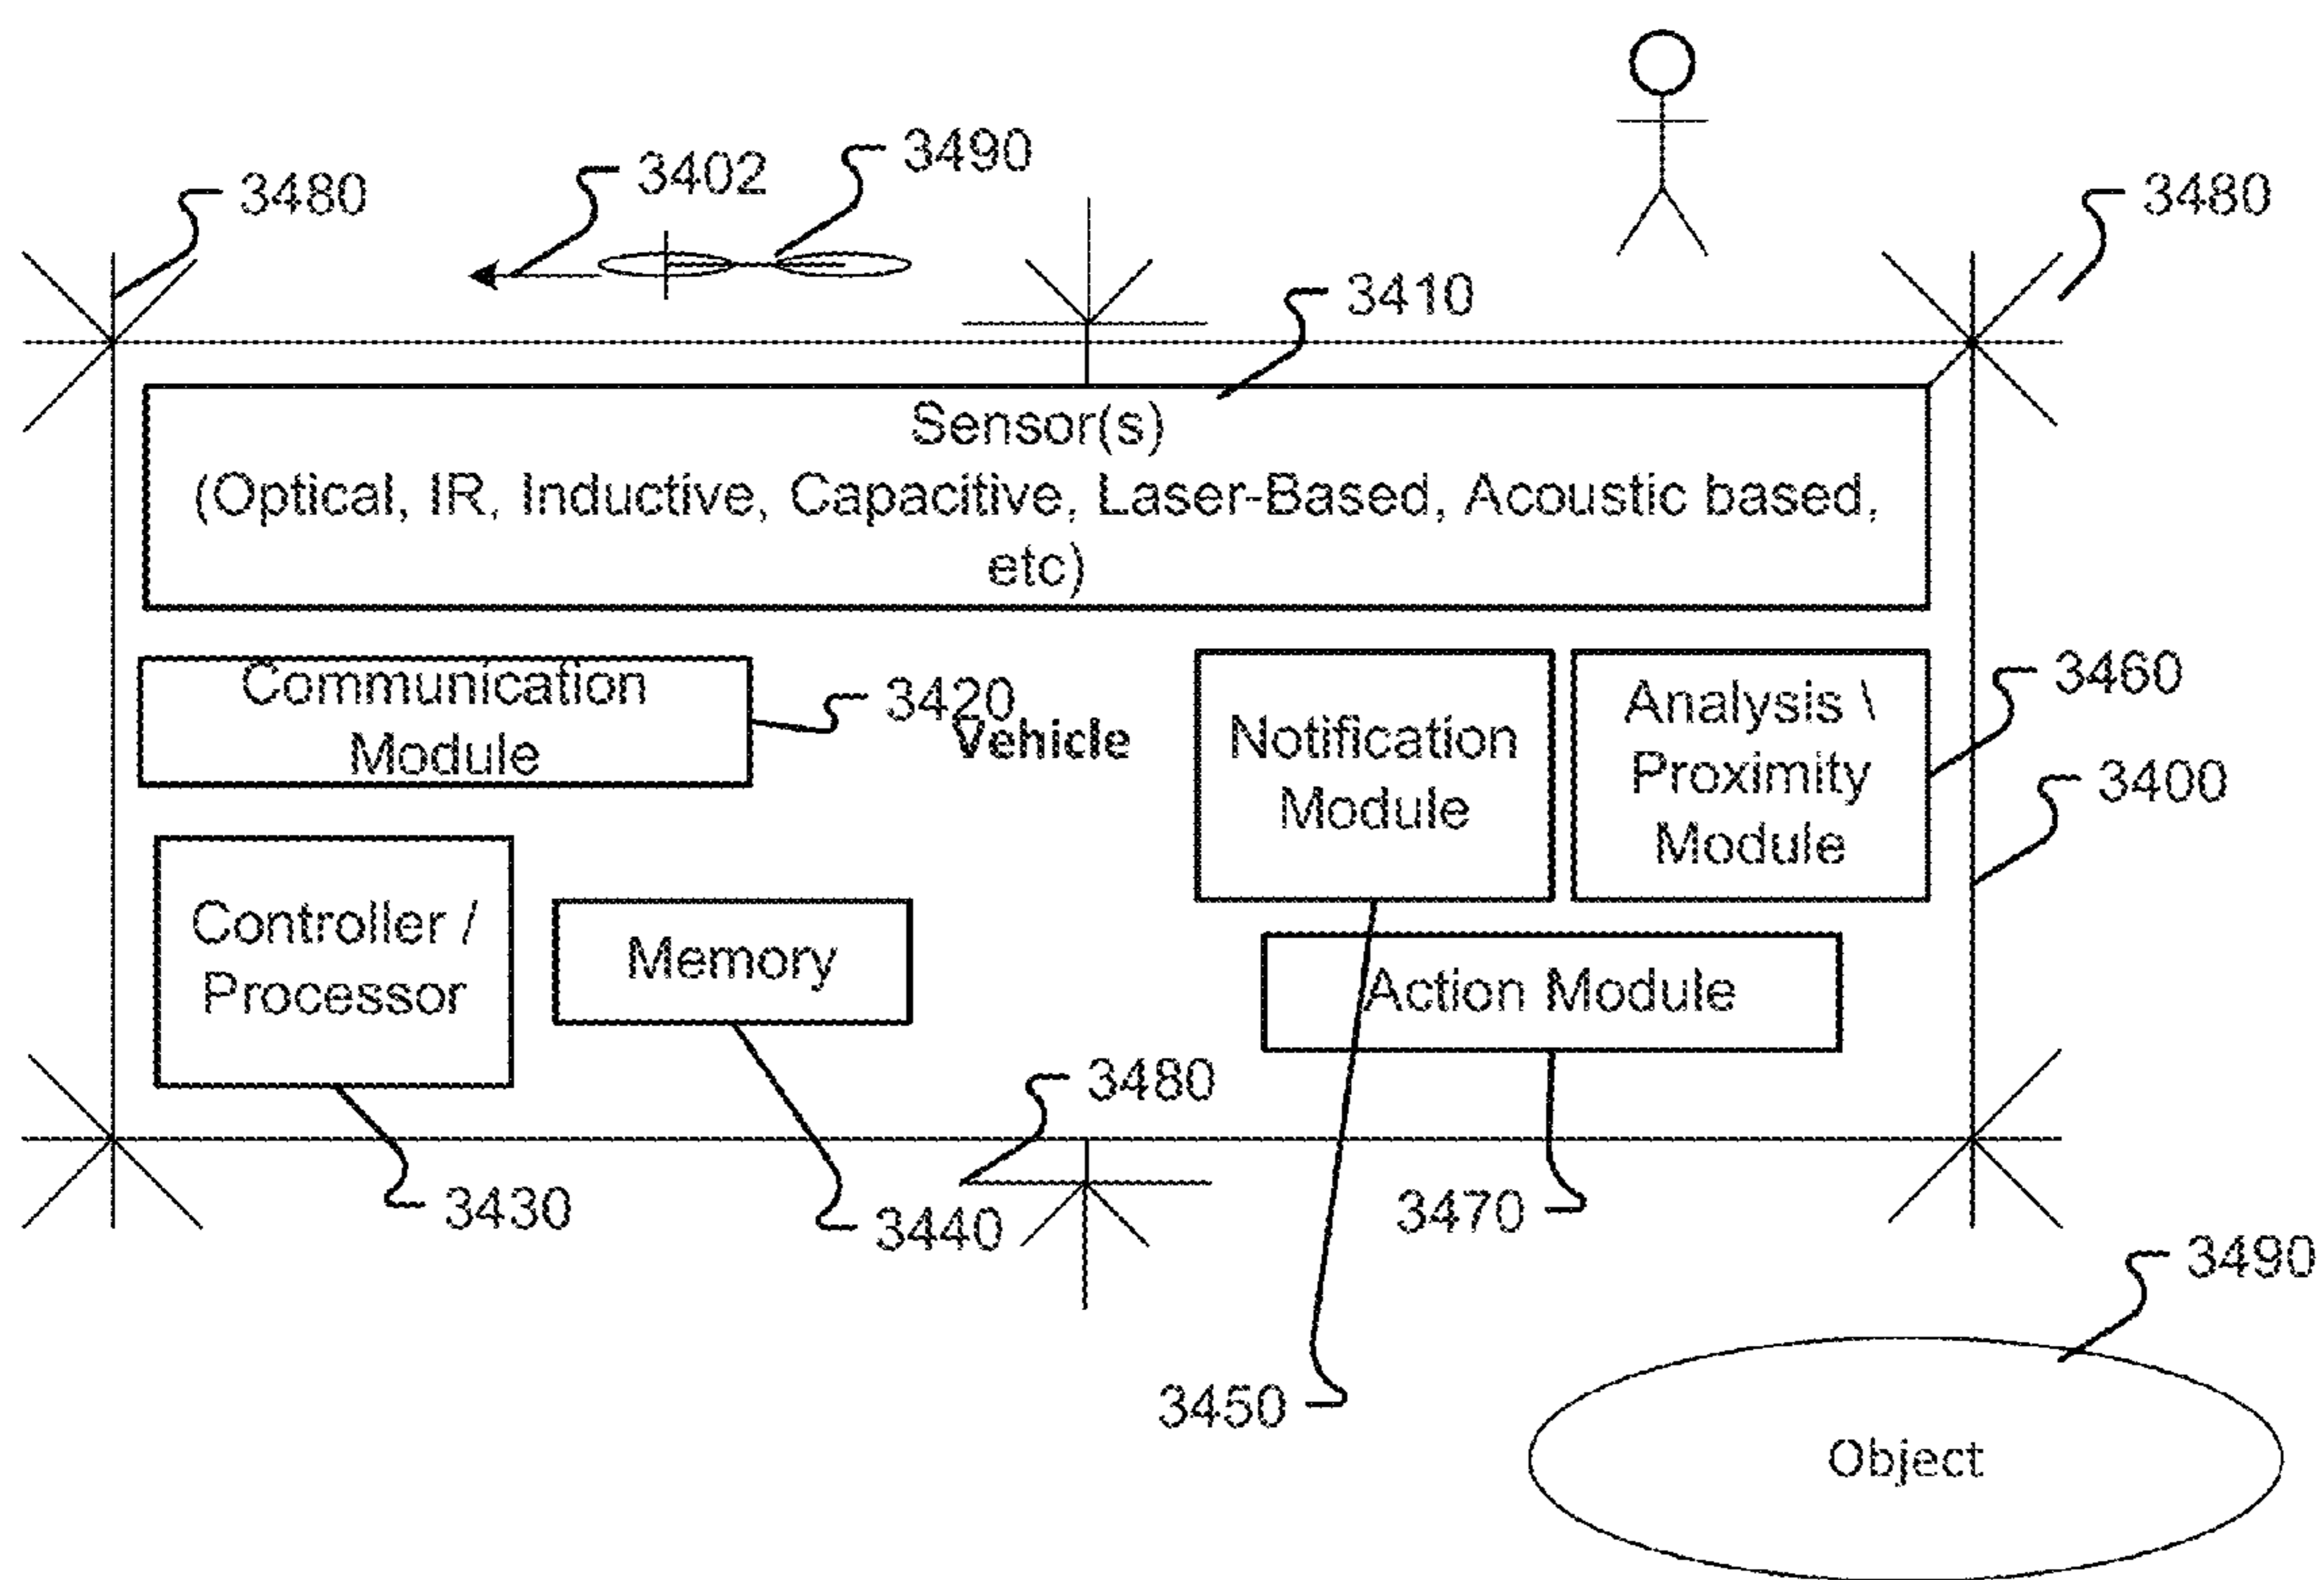 3490
3402
3480
3480
3410
Sensor(s)
(Optical, IR, Inductive, Capacitive, Laser-Based, Acoustic based,
etc)
Communication
Module
3420
Vehicle
Notification
Module
Analysis \
Proximity
Module
3460
3400
Controller /
Processor
Memory
Action Module
3480
3430
3440
3470
3490
3450
Object